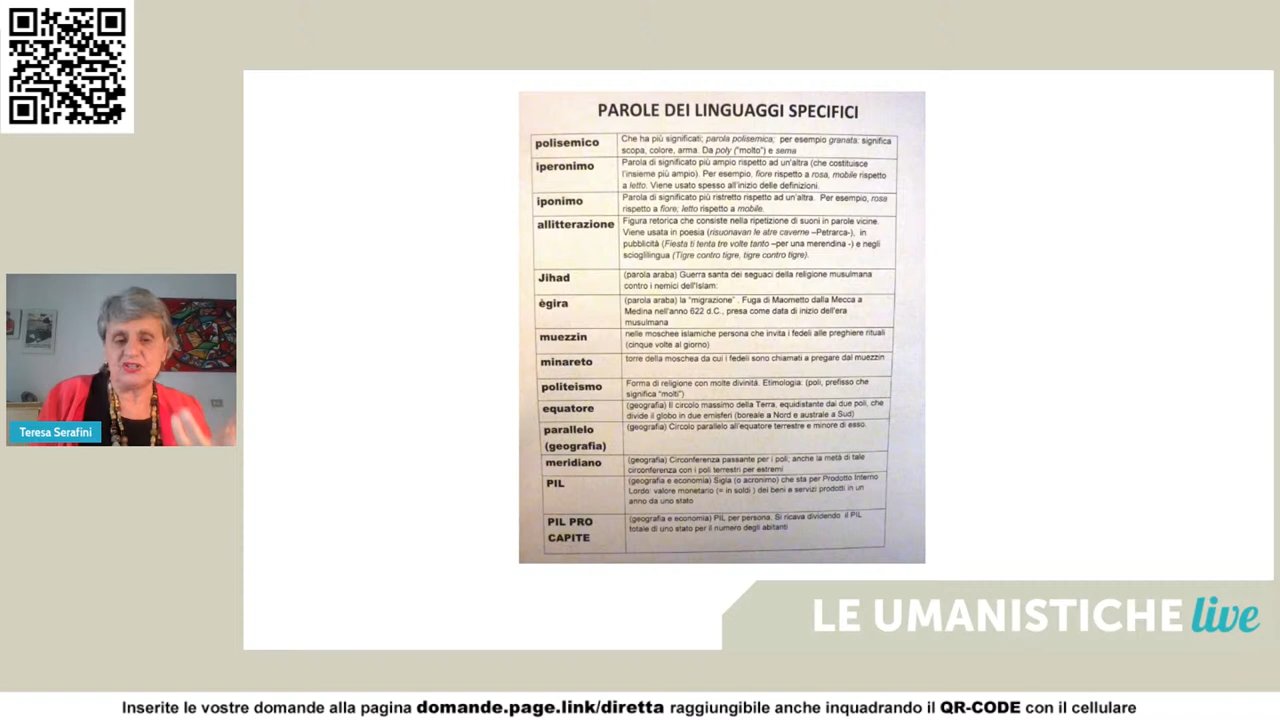 PAROLE DEI LINGUAGGI SPECIFICI
polisemico
Che ha più significati; parola polisemica; per esempio granata: significa
scopa, colore, arma. Da poly ("molto") e sema
iperonimo
Parola di significato più ampio rispetto ad un'altra (che costituisce
l'insieme più ampio). Per esempio, fiore rispetto a rosa, mobile rispetto
a letto. Viene usato spesso all'inizio delle definizioni.
iponimo
Parola di significato più ristretto rispetto ad un'altra. Per esempio, rosa
rispetto a fiore, letto rispetto a mobile.
allitterazione
Figura retorica che consiste nella ripetizione di suoni in parole vicine.
Viene usata in poesia (risuonavan le atre caverne –Petrarca-), in
pubblicità (Fiesta ti tenta tre volte tanto –per una merendina -) e negli
scioglilingua (Tigre contro tigre, tigre contro tigre).
Jihad
(parola araba) Guerra santa dei seguaci della religione musulmana
contro i nemici dell'Islam:
ègira
(parola araba) la "migrazione" . Fuga di Maometto dalla Mecca a
Medina nell'anno 622 d.C., presa come data di inizio dell'era
musulmana
muezzin
nelle moschee islamiche persona che invita i fedeli alle preghiere rituali
(cinque volte al giorno)
minareto
torre della moschea da cui i fedeli sono chiamati a pregare dal muezzin
politeismo
Forma di religione con molte divinità. Etimologia: (poli, prefisso che
significa "molti")
equatore
(geografia) Il circolo massimo della Terra, equidistante dai due poli, che
divide il globo in due emisferi (boreale a Nord e australe a Sud)
parallelo
(geografia)
(geografia) Circolo parallelo all'equatore terrestre e minore di esso.
meridiano
(geografia) Circonferenza passante per i poli; anche la metà di tale
circonferenza con i poli terrestri per estremi
PIL
(geografia e economia) Sigla (o acronimo) che sta per Prodotto Interno
Lordo: valore monetario (= in soldi ) dei beni e servizi prodotti in un
anno da uno stato
PIL PRO
CAPITE
(geografia e economia) PIL per persona. Si ricava dividendo il PIL
totale di uno stato per il numero degli abitanti
Teresa Serafini
LE UMANISTICHE live
Inserite le vostre domande alla pagina domande.page.link/diretta raggiungibile anche inquadrando il QR-CODE con il cellulare